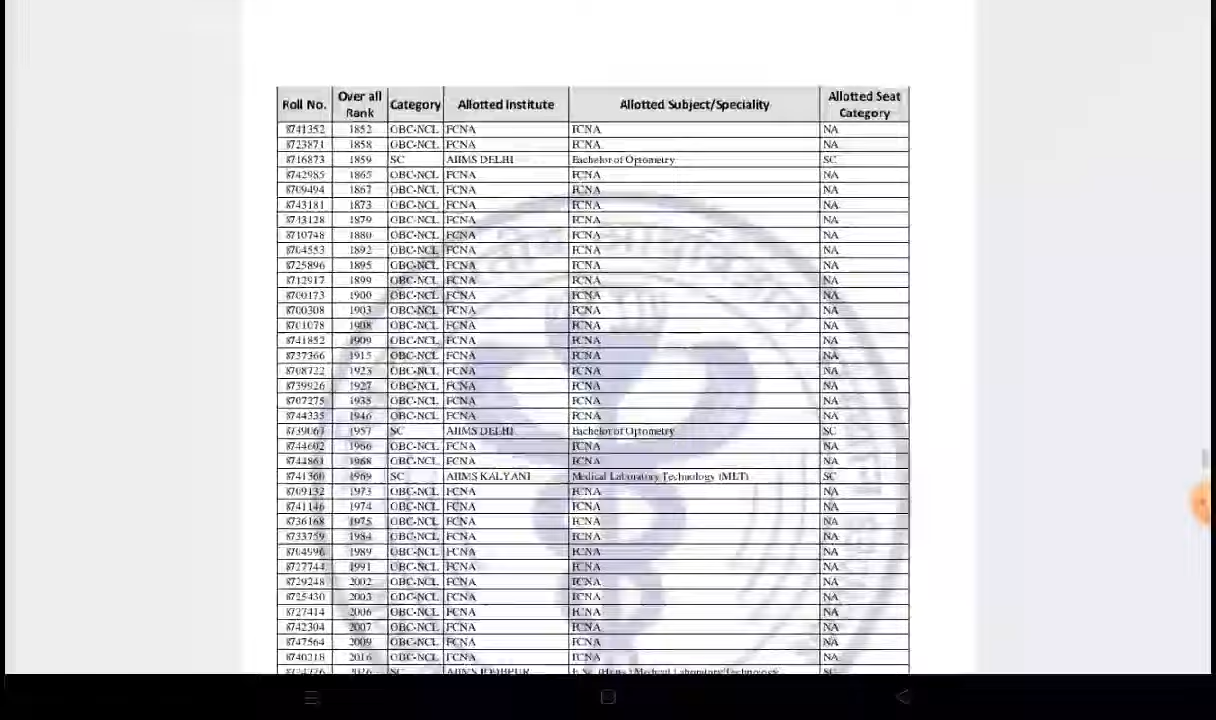 Roll No. Over all Rank Category Allotted Institute Allotted Subject/Speciality Allotted Seat Category
8741352 1852 OBC-NCL FCNA FCNA NA
8723871 1858 OBC-NCL FCNA FCNA NA
8716873 1859 SC AIIMS DELHI Bachelor of Optometry SC
8742985 1865 OBC-NCL FCNA FCNA NA
8709494 1867 OBC-NCL FCNA FCNA NA
8743181 1873 OBC-NCL FCNA FCNA NA
8743128 1879 OBC-NCL FCNA FCNA NA
8710748 1880 OBC-NCL FCNA FCNA NA
8704553 1892 OBC-NCL FCNA FCNA NA
8725896 1895 OBC-NCL FCNA FCNA NA
8712917 1899 OBC-NCL FCNA FCNA NA
8700173 1900 OBC-NCL FCNA FCNA NA
8700308 1903 OBC-NCL FCNA FCNA NA
8701078 1908 OBC-NCL FCNA FCNA NA
8741852 1909 OBC-NCL FCNA FCNA NA
8737366 1915 OBC-NCL FCNA FCNA NA
8708722 1923 OBC-NCL FCNA FCNA NA
8739926 1927 OBC-NCL FCNA FCNA NA
8707275 1935 OBC-NCL FCNA FCNA NA
8744335 1946 OBC-NCL FCNA FCNA NA
8739067 1957 SC AIIMS DELHI Bachelor of Optometry SC
8744602 1966 OBC-NCL FCNA FCNA NA
8744861 1968 OBC-NCL FCNA FCNA NA
8741360 1969 SC AIIMS KALYANI Medical Laboratory Technology (MLT) SC
8709132 1973 OBC-NCL FCNA FCNA NA
8741146 1974 OBC-NCL FCNA FCNA NA
8736168 1975 OBC-NCL FCNA FCNA NA
8733759 1984 OBC-NCL FCNA FCNA NA
8704996 1989 OBC-NCL FCNA FCNA NA
8727744 1991 OBC-NCL FCNA FCNA NA
8729248 2002 OBC-NCL FCNA FCNA NA
8725430 2003 OBC-NCL FCNA FCNA NA
8727414 2006 OBC-NCL FCNA FCNA NA
8742304 2007 OBC-NCL FCNA FCNA NA
8747564 2009 OBC-NCL FCNA FCNA NA
8740218 2016 OBC-NCL FCNA FCNA NA
SC AIIMS JODHPUR B.Sc. (Hons.) Medical Laboratory Technology SC